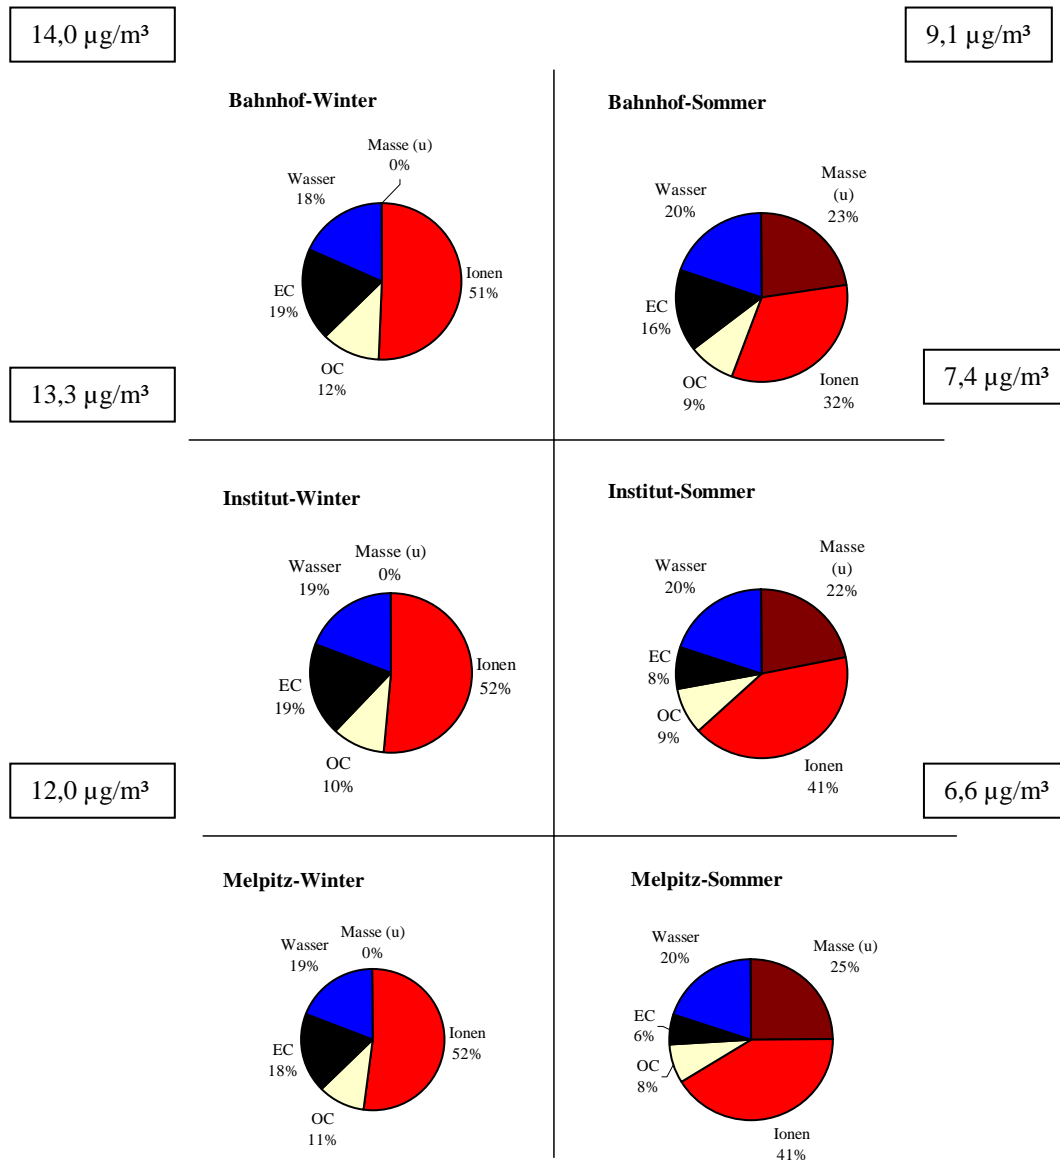 14,0 µg/m³
9,1 µg/m³
Bahnhof-Winter
Masse (u)
0%
Wasser
18%
EC
19%
OC
12%
Ionen
51%
Bahnhof-Sommer
Masse
(u)
23%
Wasser
20%
EC
16%
OC
9%
Ionen
32%
13,3 µg/m³
7,4 µg/m³
Institut-Winter
Masse (u)
0%
Wasser
19%
EC
19%
OC
10%
Ionen
52%
Institut-Sommer
Masse
(u)
22%
Wasser
20%
EC
8%
OC
9%
Ionen
41%
12,0 µg/m³
6,6 µg/m³
Melpitz-Winter
Masse (u)
0%
Wasser
19%
EC
18%
OC
11%
Ionen
52%
Melpitz-Sommer
Masse (u)
25%
Wasser
20%
EC
6%
OC
8%
Ionen
41%